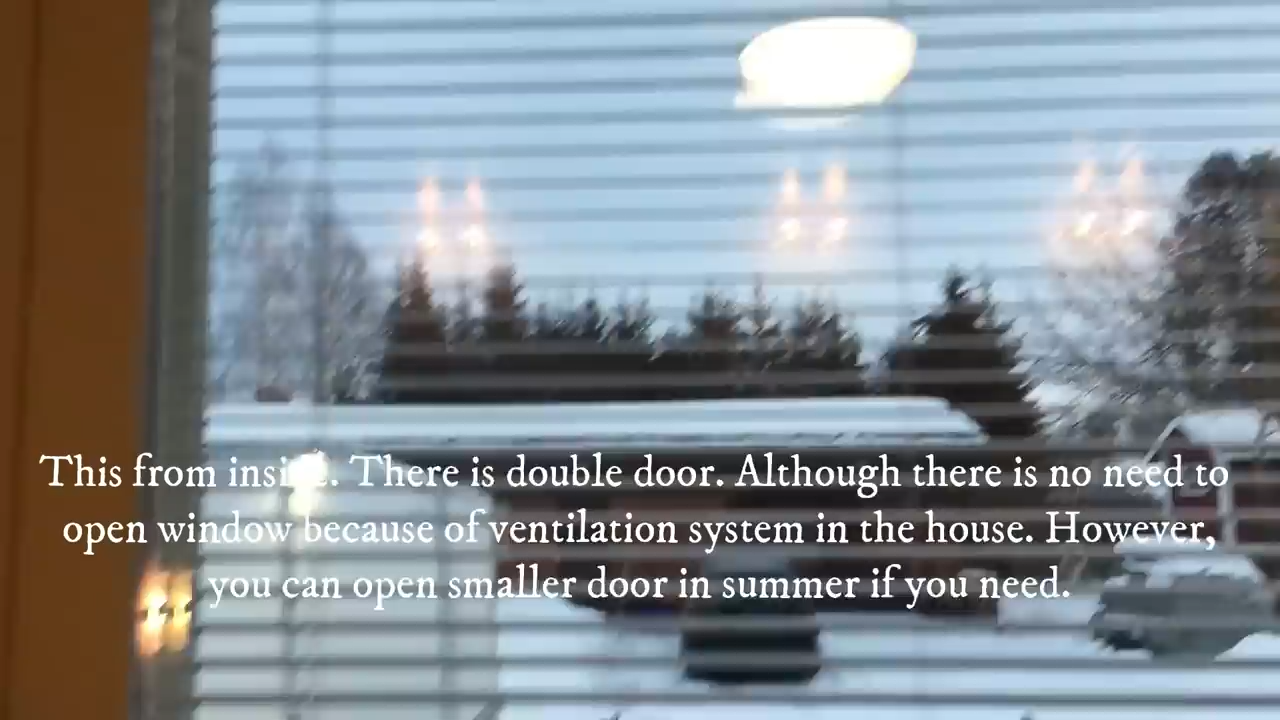 This from inside. There is double door. Although there is no need to
open window because of ventilation system in the house. However,
you can open smaller door in summer if you need.